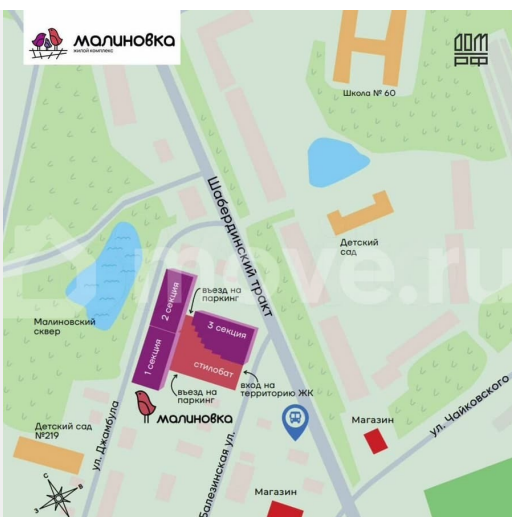 малиновка
жилой комплекс
ДОМ
РФ
Школа № 60
Шабердинский тракт
Детский
сад
move.ru
въезд на
паркинг
2 секция
3 секция
1 секция
стилобат
Малиновский
сквер
въезд на
паркинг
вход на
территорию ЖК
малиновка
Магазин
ул. Чайковского
Детский сад
№219
ул. Джамбула
Балезинская ул.
Магазин
С
В
З